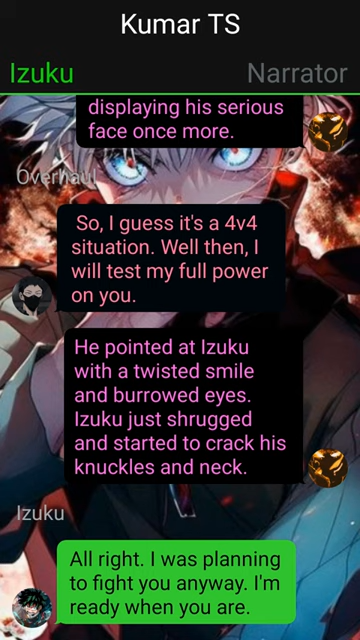 Kumar TS
Izuku
Narrator
displaying his serious
face once more.
Overhaul
So, I guess it's a 4v4
situation. Well then, I
will test my full power
on you.
He pointed at Izuku
with a twisted smile
and burrowed eyes.
Izuku just shrugged
and started to crack his
knuckles and neck.
Izuku
All right. I was planning
to fight you anyway. I'm
ready when you are.